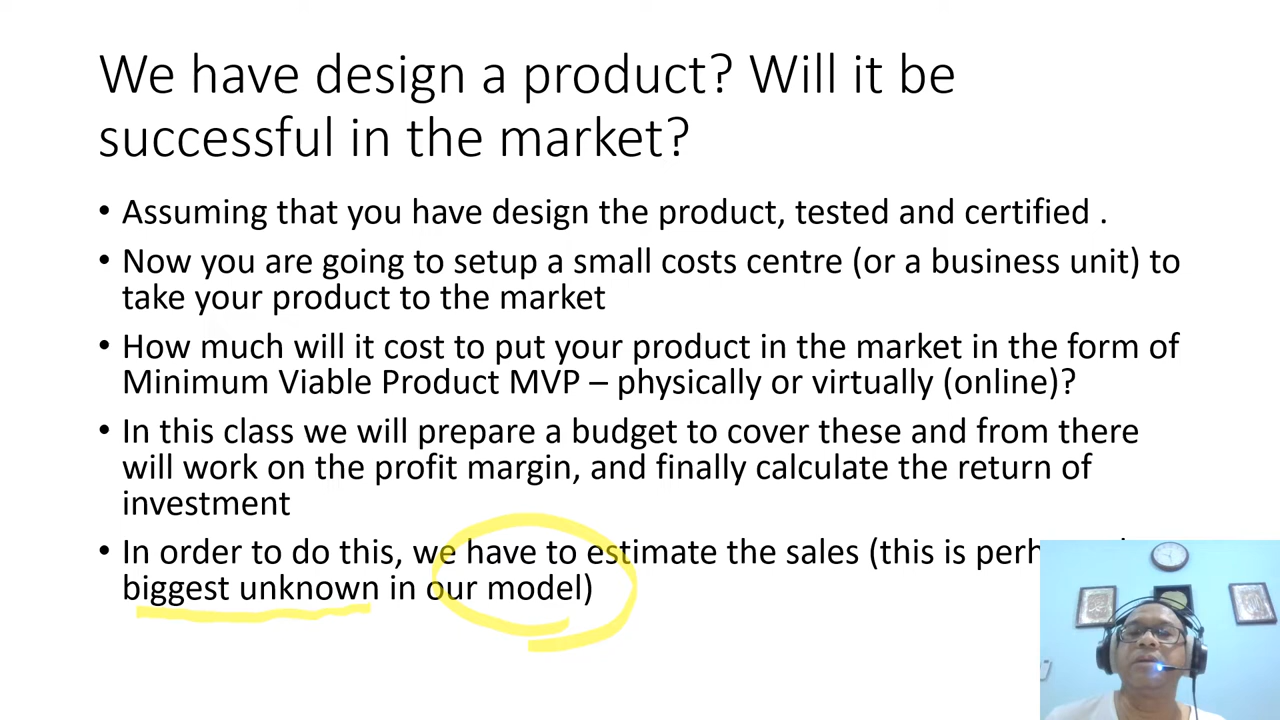 We have design a product? Will it be
successful in the market?
• Assuming that you have design the product, tested and certified .
• Now you are going to setup a small costs centre (or a business unit) to
take your product to the market
• How much will it cost to put your product in the market in the form of
Minimum Viable Product MVP – physically or virtually (online)?
• In this class we will prepare a budget to cover these and from there
will work on the profit margin, and finally calculate the return of
investment
• In order to do this, we have to estimate the sales (this is
biggest unknown in our model)